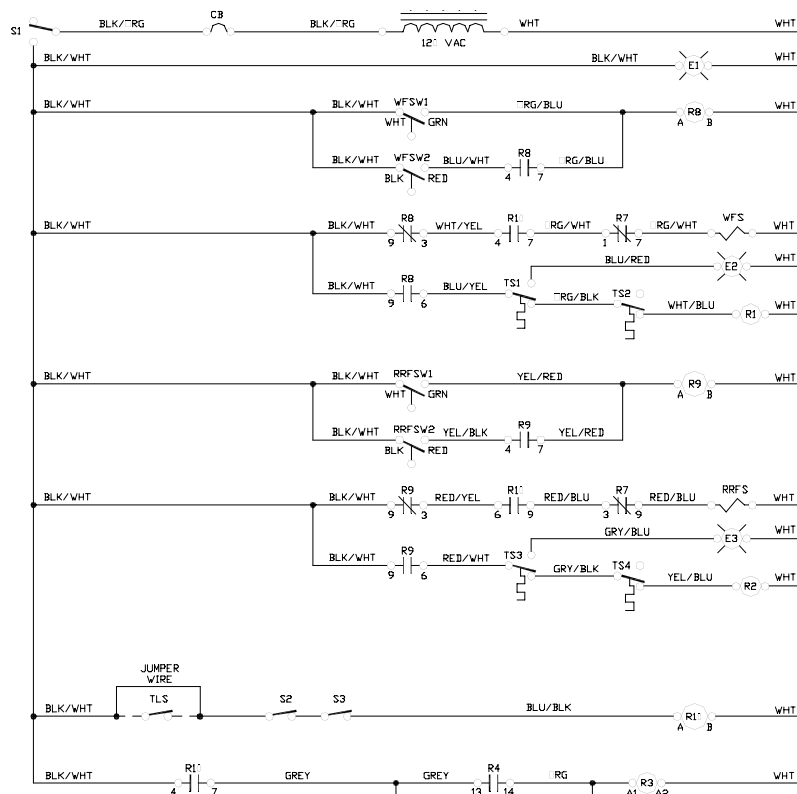 S1 BLK/ORG CB BLK/ORG 120 VAC WHT WHT
BLK/WHT BLK/WHT E1 WHT
BLK/WHT BLK/WHT WFSW1 ORG/BLU R8 WHT
WHT GRN A B
BLK/WHT WFSW2 BLU/WHT R8 ORG/BLU
BLK RED 4 7
BLK/WHT R8 WHT/YEL R10 ORG/WHT R7 ORG/WHT WFS WHT
9 3 4 7 1 7
BLU/RED E2 WHT
BLK/WHT R8 BLU/YEL TS1 ORG/BLK TS2 WHT/BLU R1 WHT
9 6
BLK/WHT BLK/WHT RRFSW1 YEL/RED R9 WHT
WHT GRN A B
BLK/WHT RRFSW2 YEL/BLK R9 YEL/RED
BLK RED 4 7
BLK/WHT R9 RED/YEL R10 RED/BLU R7 RED/BLU RRFS WHT
9 3 6 9 3 9
GRY/BLU E3 WHT
BLK/WHT R9 RED/WHT TS3 GRY/BLK TS4 YEL/BLU R2 WHT
9 6
JUMPER
WIRE
BLK/WHT TLS S2 S3 BLU/BLK R10 WHT
A B
BLK/WHT R10 GREY GREY R4 ORG R3 WHT
4 7 13 14 A1 A2